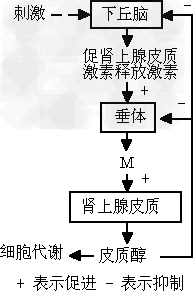 刺激 下丘脑 -
促肾上腺皮质
激素释放激素
+
垂体 -
M
+
肾上腺皮质
细胞代谢 皮质醇
+ 表示促进 - 表示抑制